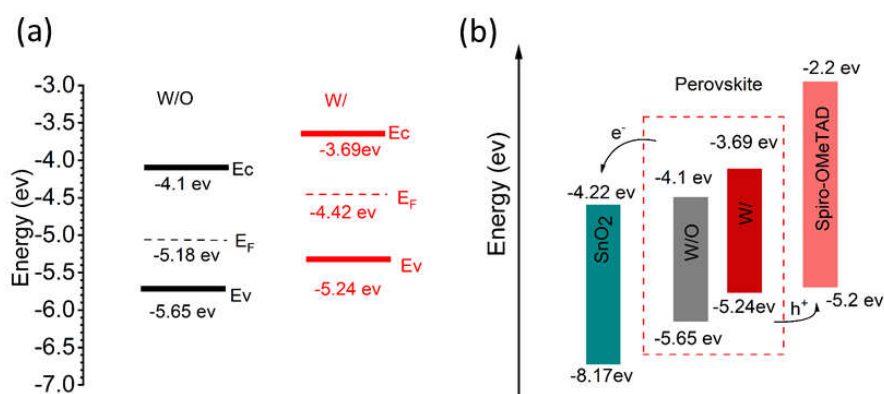 (a)
-3.0
-3.5
-4.0
-4.5
-5.0
-5.5
-6.0
-6.5
-7.0
Energy (ev)
W/O
Ec
-4.1 ev
E_F
-5.18 ev
Ev
-5.65 ev
W/
Ec
-3.69ev
E_F
-4.42 ev
Ev
-5.24 ev
(b)
Energy (ev)
Perovskite
e⁻
-4.22 ev
SnO₂
-8.17ev
-4.1 ev
W/O
-5.65 ev
-3.69 ev
W/
-5.24ev
h⁺
-2.2 ev
Spiro-OMeTAD
-5.2 ev